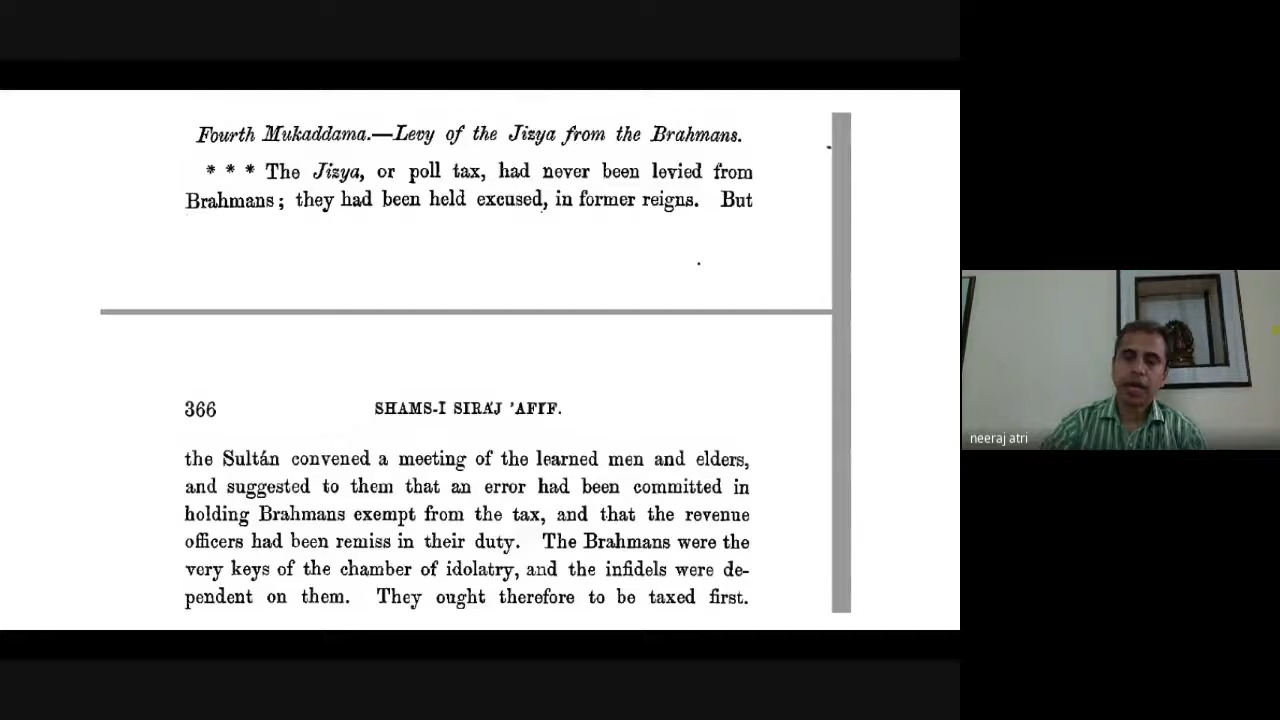 Fourth Mukaddama.—Levy of the Jizya from the Brahmans.
* * * The Jizya, or poll tax, had never been levied from
Brahmans; they had been held excused, in former reigns. But
366 SHAMS-I SIRÁJ 'AFÍF.
the Sultán convened a meeting of the learned men and elders,
and suggested to them that an error had been committed in
holding Brahmans exempt from the tax, and that the revenue
officers had been remiss in their duty. The Brahmans were the
very keys of the chamber of idolatry, and the infidels were de-
pendent on them. They ought therefore to be taxed first.
neeraj atri